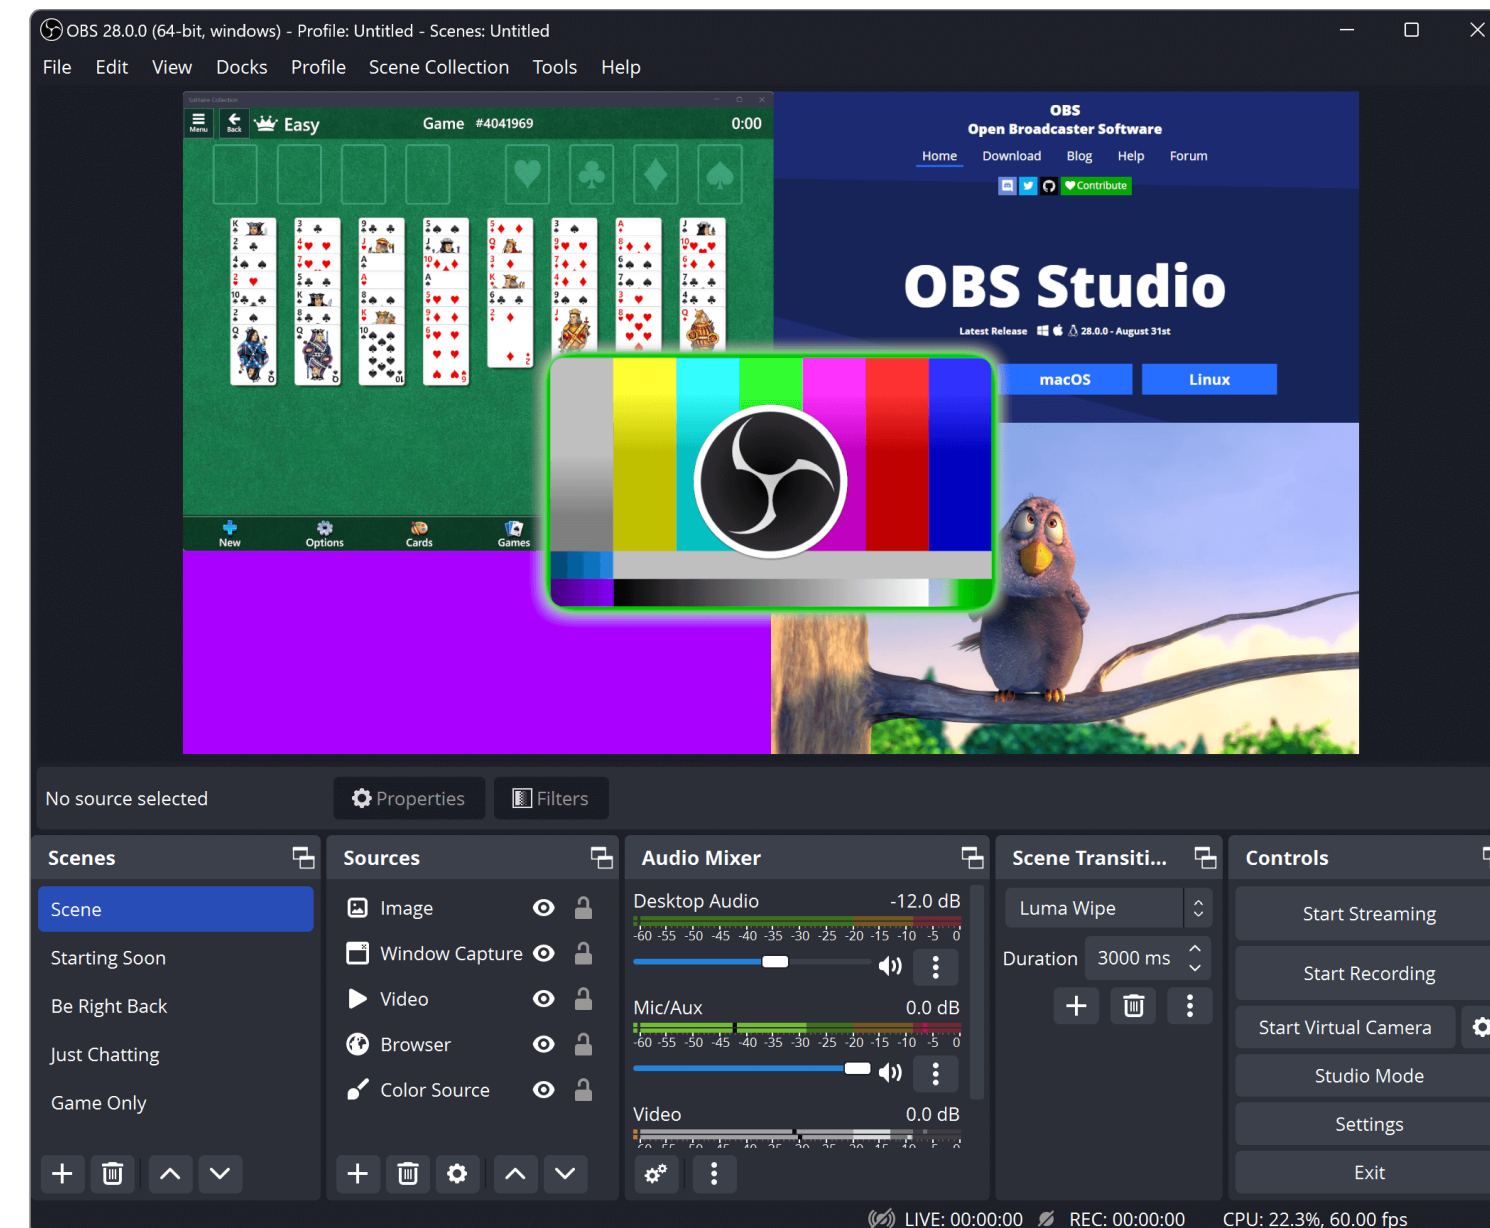 OBS 28.0.0 (64-bit, windows) - Profile: Untitled - Scenes: Untitled
File Edit View Docks Profile Scene Collection Tools Help
Solitaire Collection
Menu Back Easy Game #4041969 0:00
New Options Cards Games
OBS
Open Broadcaster Software
Home Download Blog Help Forum
Contribute
OBS Studio
Latest Release 28.0.0 - August 31st
macOS Linux
No source selected Properties Filters
Scenes
Scene
Starting Soon
Be Right Back
Just Chatting
Game Only
Sources
Image
Window Capture
Video
Browser
Color Source
Audio Mixer
Desktop Audio -12.0 dB
-60 -55 -50 -45 -40 -35 -30 -25 -20 -15 -10 -5 0
Mic/Aux 0.0 dB
-60 -55 -50 -45 -40 -35 -30 -25 -20 -15 -10 -5 0
Video 0.0 dB
Scene Transiti...
Luma Wipe
Duration 3000 ms
Controls
Start Streaming
Start Recording
Start Virtual Camera
Studio Mode
Settings
Exit
LIVE: 00:00:00 REC: 00:00:00 CPU: 22.3%, 60.00 fps